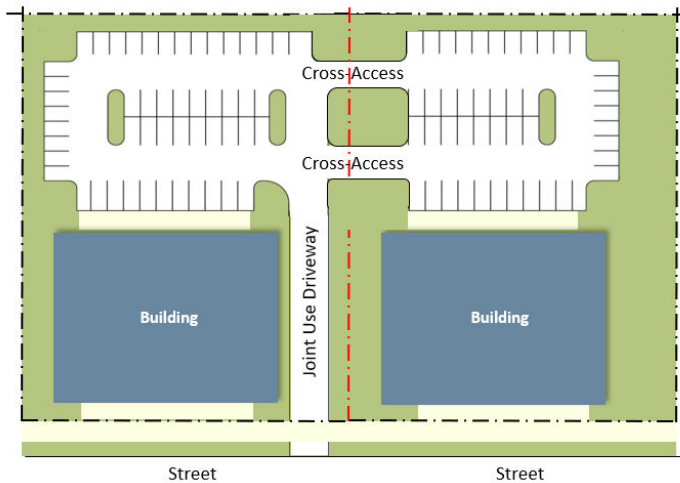 Cross-Access
Cross-Access
Joint Use Driveway
Building
Building
Street
Street